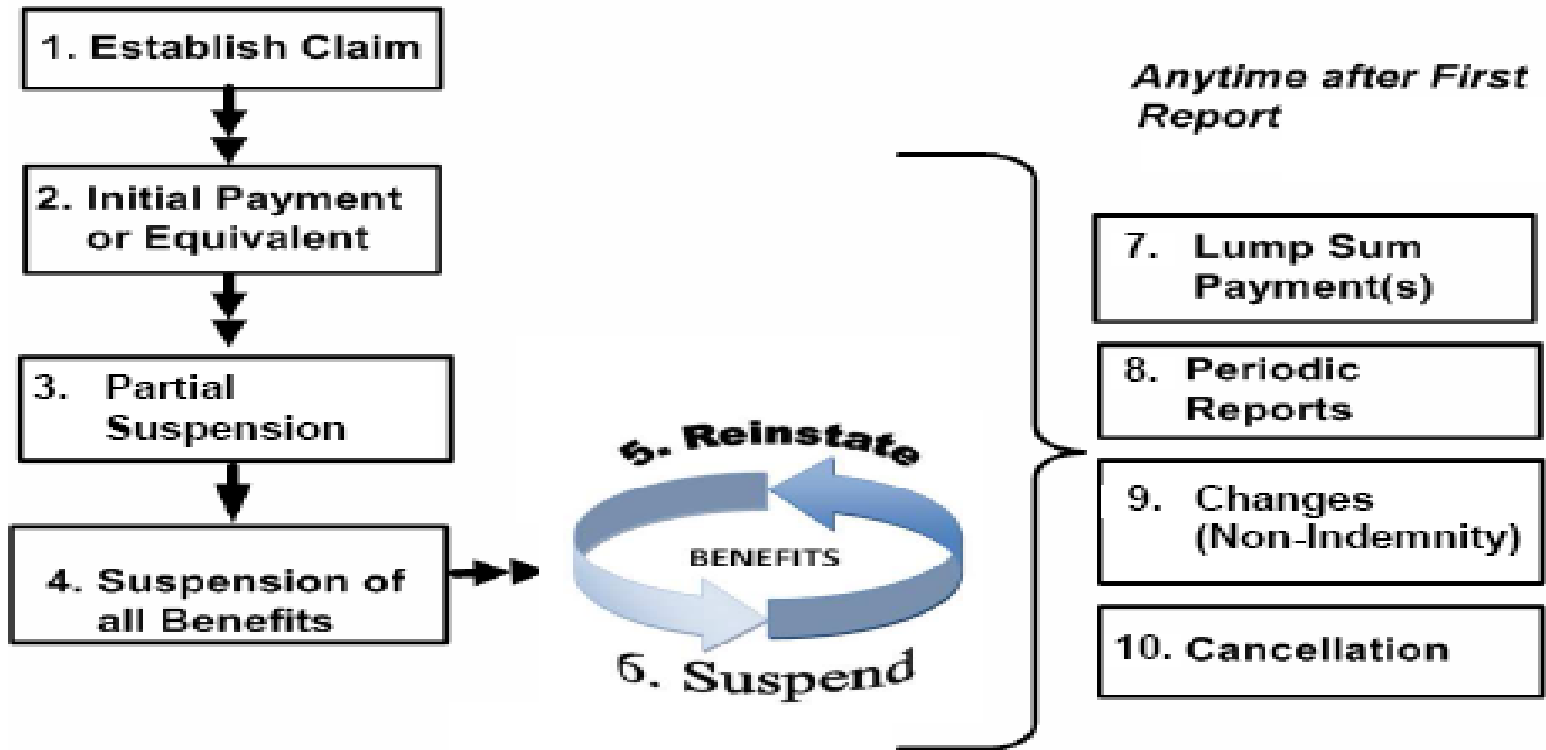 1. Establish Claim
2. Initial Payment
or Equivalent
3. Partial
Suspension
4. Suspension of
all Benefits
5. Reinstate
BENEFITS
6. Suspend
Anytime after First
Report
7. Lump Sum
Payment(s)
8. Periodic
Reports
9. Changes
(Non-Indemnity)
10. Cancellation